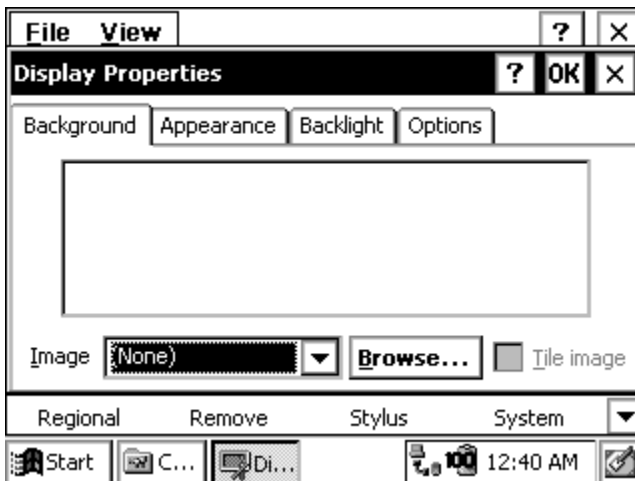 File View ? ×
Display Properties ? OK ×
Background Appearance Backlight Options
Image (None) Browse... Tile image
Regional Remove Stylus System
Start C... Di... 100 12:40 AM